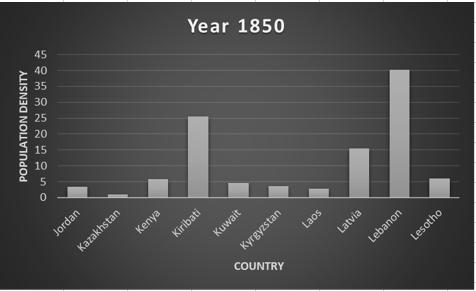 Year 1850
POPULATION DENSITY
45
40
35
30
25
20
15
10
5
0
Jordan
Kazakhstan
Kenya
Kiribati
Kuwait
Kyrgyzstan
Laos
Latvia
Lebanon
Lesotho
COUNTRY